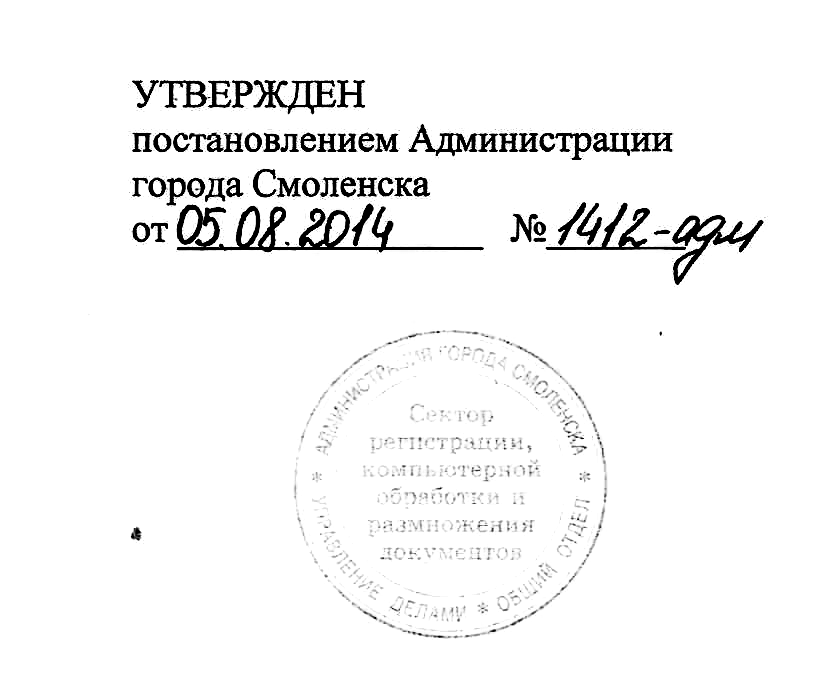 УТВЕРЖДЕН
постановлением Администрации
города Смоленска
от 05.08.2014 № 1412-адм
АДМИНИСТРАЦИЯ ГОРОДА СМОЛЕНСКА
* УПРАВЛЕНИЕ ДЕЛАМИ * ОБЩИЙ ОТДЕЛ *
Сектор
регистрации,
компьютерной
обработки и
размножения
документов